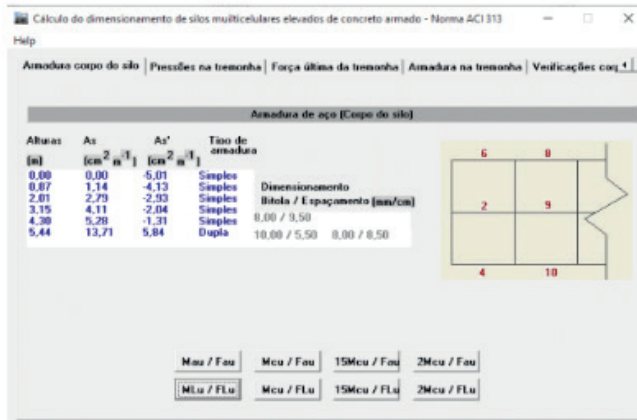 Cálculo do dimensionamento de silos muilticelulares elevados de concreto armado - Norma ACI 313
Help
Armadura corpo do silo Pressões na tremonha Força última da tremonha Armadura na tremonha Verificações corp
Armadura de aço (Corpo do silo)
Alturas As As' Tipo de armadura
(m) (cm² m⁻¹) (cm² m⁻¹)
0,00 0,00 -5,01 Simples
0,87 1,14 -4,13 Simples
2,01 2,79 -2,93 Simples
3,15 4,11 -2,04 Simples
4,30 5,28 -1,31 Simples
5,44 13,71 5,84 Dupla
Dimensionamento
Bitola / Espaçamento (mm/cm)
8,00 / 9,50
10,00 / 5,50 8,00 / 8,50
6 8
2 9
4 10
Mau / Fau Mcu / Fau 15Mcu / Fau 2Mcu / Fau
MLu / FLu Mcu / FLu 15Mcu / FLu 2Mcu / FLu